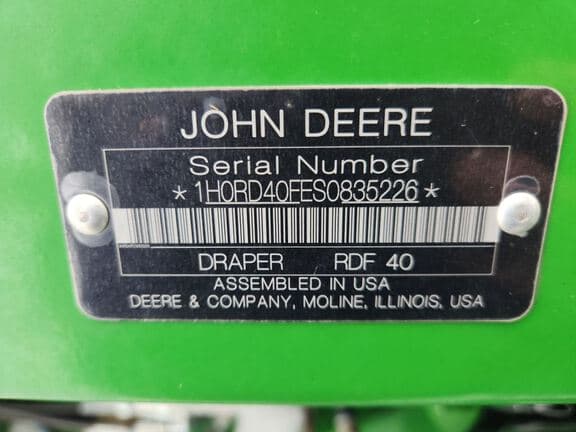 JOHN DEERE
Serial Number
*1H0RD40FES0835226*
DRAPER RDF 40
ASSEMBLED IN USA
DEERE & COMPANY, MOLINE, ILLINOIS, USA